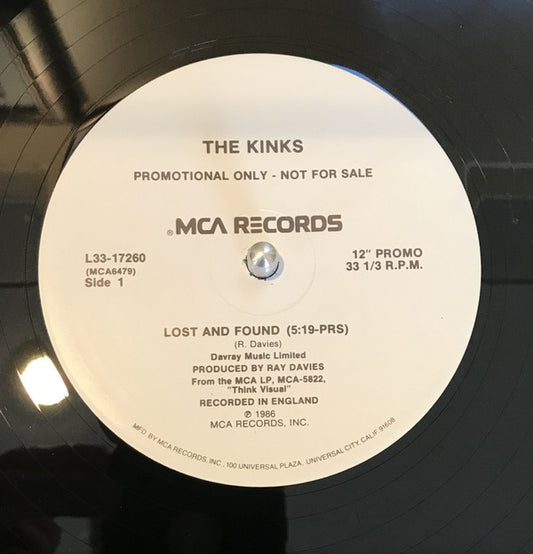 THE KINKS
PROMOTIONAL ONLY - NOT FOR SALE
®MCA RECORDS
L33-17260
(MCA6479)
Side 1
12" PROMO
33 1/3 R.P.M.
LOST AND FOUND (5:19-PRS)
(R. Davies)
Davray Music Limited
PRODUCED BY RAY DAVIES
From the MCA LP, MCA-5822,
"Think Visual"
RECORDED IN ENGLAND
℗ 1986
MCA RECORDS, INC.
MFD. BY MCA RECORDS, INC., 100 UNIVERSAL PLAZA, UNIVERSAL CITY, CALIF. 91608